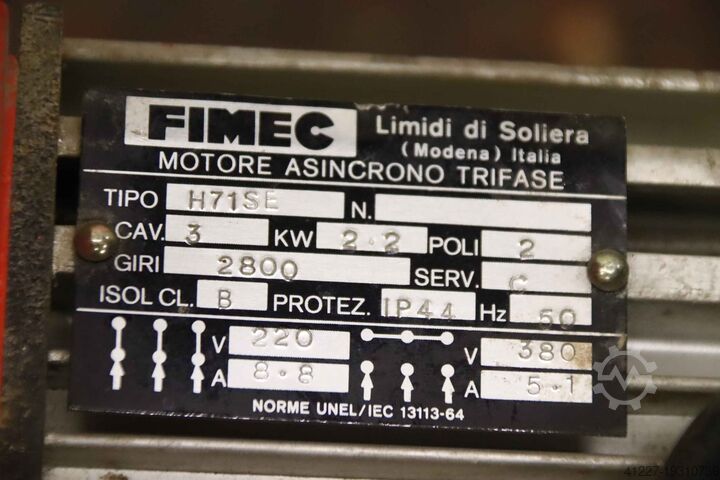 FIMEC
Limidi di Soliera
(Modena) Italia
MOTORE ASINCRONO TRIFASE
TIPO H71SE N.
CAV. 3 KW 2.2 POLI 2
GIRI 2800 SERV. C
ISOL CL. B PROTEZ. IP44 Hz 50
V 220 V 380
A 8.8 A 5.1
NORME UNEL/IEC 13113-64